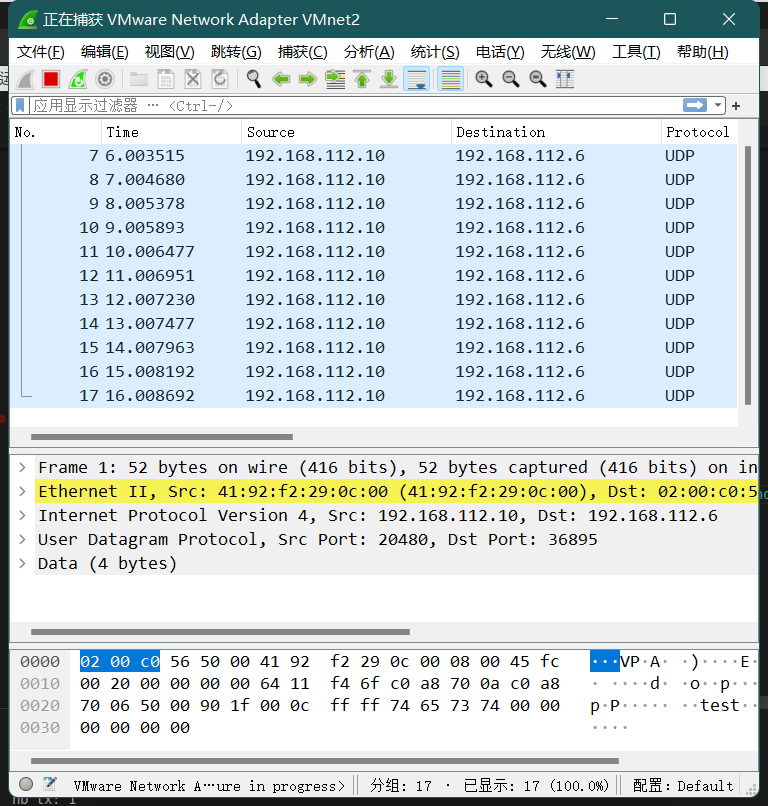 正在捕获 VMware Network Adapter VMnet2
文件(F) 编辑(E) 视图(V) 跳转(G) 捕获(C) 分析(A) 统计(S) 电话(Y) 无线(W) 工具(T) 帮助(H)
应用显示过滤器 … <Ctrl-/>
No. Time Source Destination Protocol
7 6.003515 192.168.112.10 192.168.112.6 UDP
8 7.004680 192.168.112.10 192.168.112.6 UDP
9 8.005378 192.168.112.10 192.168.112.6 UDP
10 9.005893 192.168.112.10 192.168.112.6 UDP
11 10.006477 192.168.112.10 192.168.112.6 UDP
12 11.006951 192.168.112.10 192.168.112.6 UDP
13 12.007230 192.168.112.10 192.168.112.6 UDP
14 13.007477 192.168.112.10 192.168.112.6 UDP
15 14.007963 192.168.112.10 192.168.112.6 UDP
16 15.008192 192.168.112.10 192.168.112.6 UDP
17 16.008692 192.168.112.10 192.168.112.6 UDP
Frame 1: 52 bytes on wire (416 bits), 52 bytes captured (416 bits) on in
Ethernet II, Src: 41:92:f2:29:0c:00 (41:92:f2:29:0c:00), Dst: 02:00:c0:5
Internet Protocol Version 4, Src: 192.168.112.10, Dst: 192.168.112.6
User Datagram Protocol, Src Port: 20480, Dst Port: 36895
Data (4 bytes)
0000 02 00 c0 56 50 00 41 92 f2 29 0c 00 08 00 45 fc ···VP·A· ·)····E·
0010 00 20 00 00 00 00 64 11 f4 6f c0 a8 70 0a c0 a8 · ····d· ·o··p···
0020 70 06 50 00 90 1f 00 0c ff ff 74 65 73 74 00 00 p·P····· ··test··
0030 00 00 00 00 ····
VMware Network A…ure in progress> 分组: 17 · 已显示: 17 (100.0%) 配置: Default